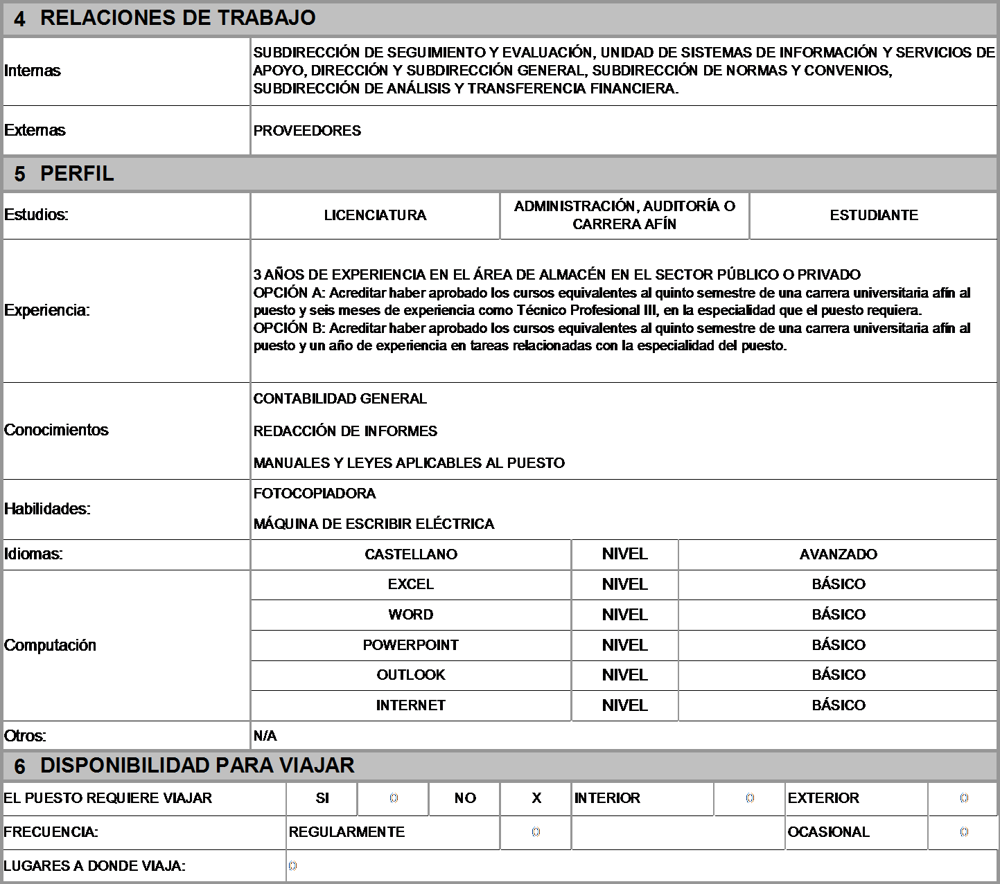 4 RELACIONES DE TRABAJO
Internas
SUBDIRECCIÓN DE SEGUIMIENTO Y EVALUACIÓN, UNIDAD DE SISTEMAS DE INFORMACIÓN Y SERVICIOS DE
APOYO, DIRECCIÓN Y SUBDIRECCIÓN GENERAL, SUBDIRECCIÓN DE NORMAS Y CONVENIOS,
SUBDIRECCIÓN DE ANÁLISIS Y TRANSFERENCIA FINANCIERA.
Externas PROVEEDORES
5 PERFIL
Estudios: LICENCIATURA ADMINISTRACIÓN, AUDITORÍA O
CARRERA AFÍN ESTUDIANTE
Experiencia:
3 AÑOS DE EXPERIENCIA EN EL ÁREA DE ALMACÉN EN EL SECTOR PÚBLICO O PRIVADO
OPCIÓN A: Acreditar haber aprobado los cursos equivalentes al quinto semestre de una carrera universitaria afín al
puesto y seis meses de experiencia como Técnico Profesional III, en la especialidad que el puesto requiera.
OPCIÓN B: Acreditar haber aprobado los cursos equivalentes al quinto semestre de una carrera universitaria afín al
puesto y un año de experiencia en tareas relacionadas con la especialidad del puesto.
Conocimientos
CONTABILIDAD GENERAL
REDACCIÓN DE INFORMES
MANUALES Y LEYES APLICABLES AL PUESTO
Habilidades:
FOTOCOPIADORA
MÁQUINA DE ESCRIBIR ELÉCTRICA
Idiomas: CASTELLANO NIVEL AVANZADO
Computación
EXCEL NIVEL BÁSICO
WORD NIVEL BÁSICO
POWERPOINT NIVEL BÁSICO
OUTLOOK NIVEL BÁSICO
INTERNET NIVEL BÁSICO
Otros: N/A
6 DISPONIBILIDAD PARA VIAJAR
EL PUESTO REQUIERE VIAJAR SI 0 NO X INTERIOR 0 EXTERIOR 0
FRECUENCIA: REGULARMENTE 0 OCASIONAL 0
LUGARES A DONDE VIAJA: 0